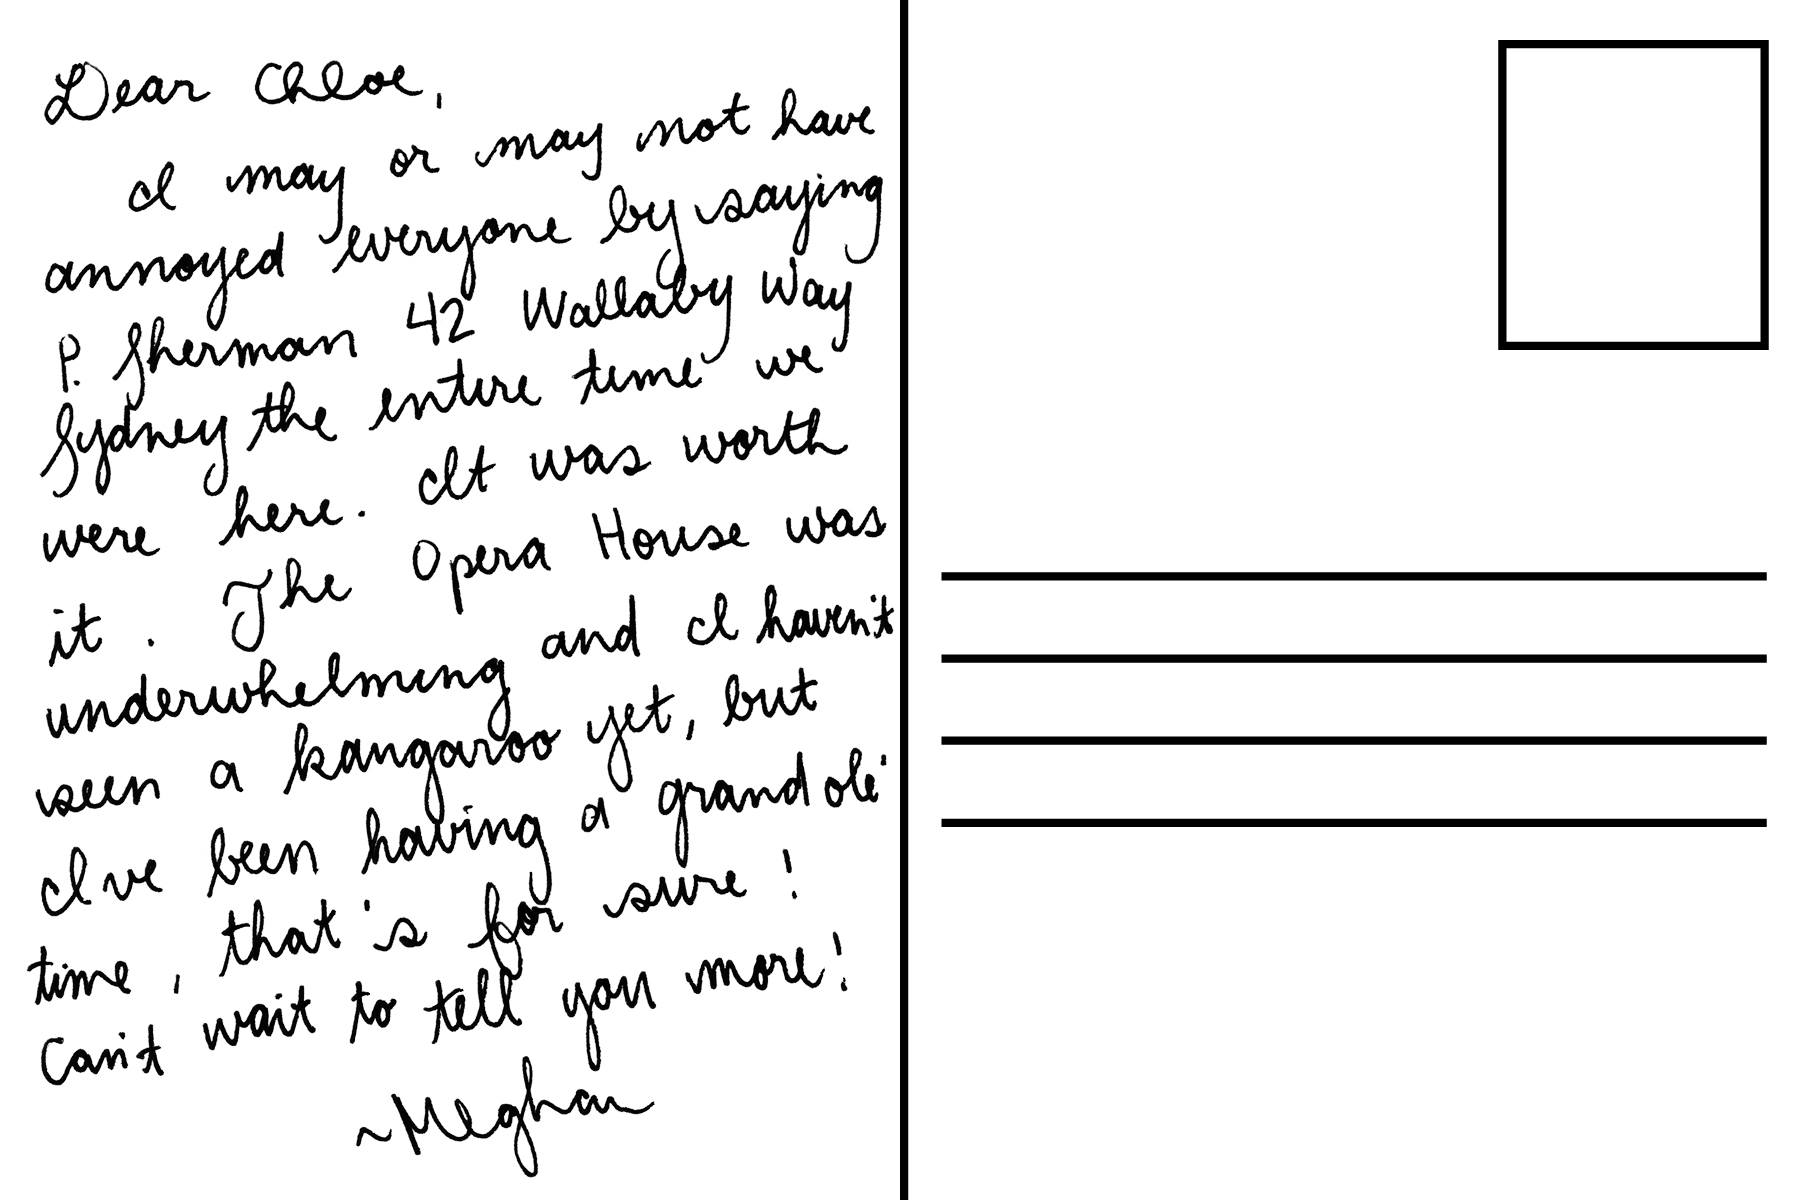 Dear Chloe,
I may or may not have
annoyed everyone by saying
P. Sherman 42 Wallaby Way
Sydney the entire time we
were here. It was worth
it. The Opera House was
underwhelming and I haven't
seen a kangaroo yet, but
I've been having a grand ole'
time, that's for sure!
Can't wait to tell you more!
~Meghan